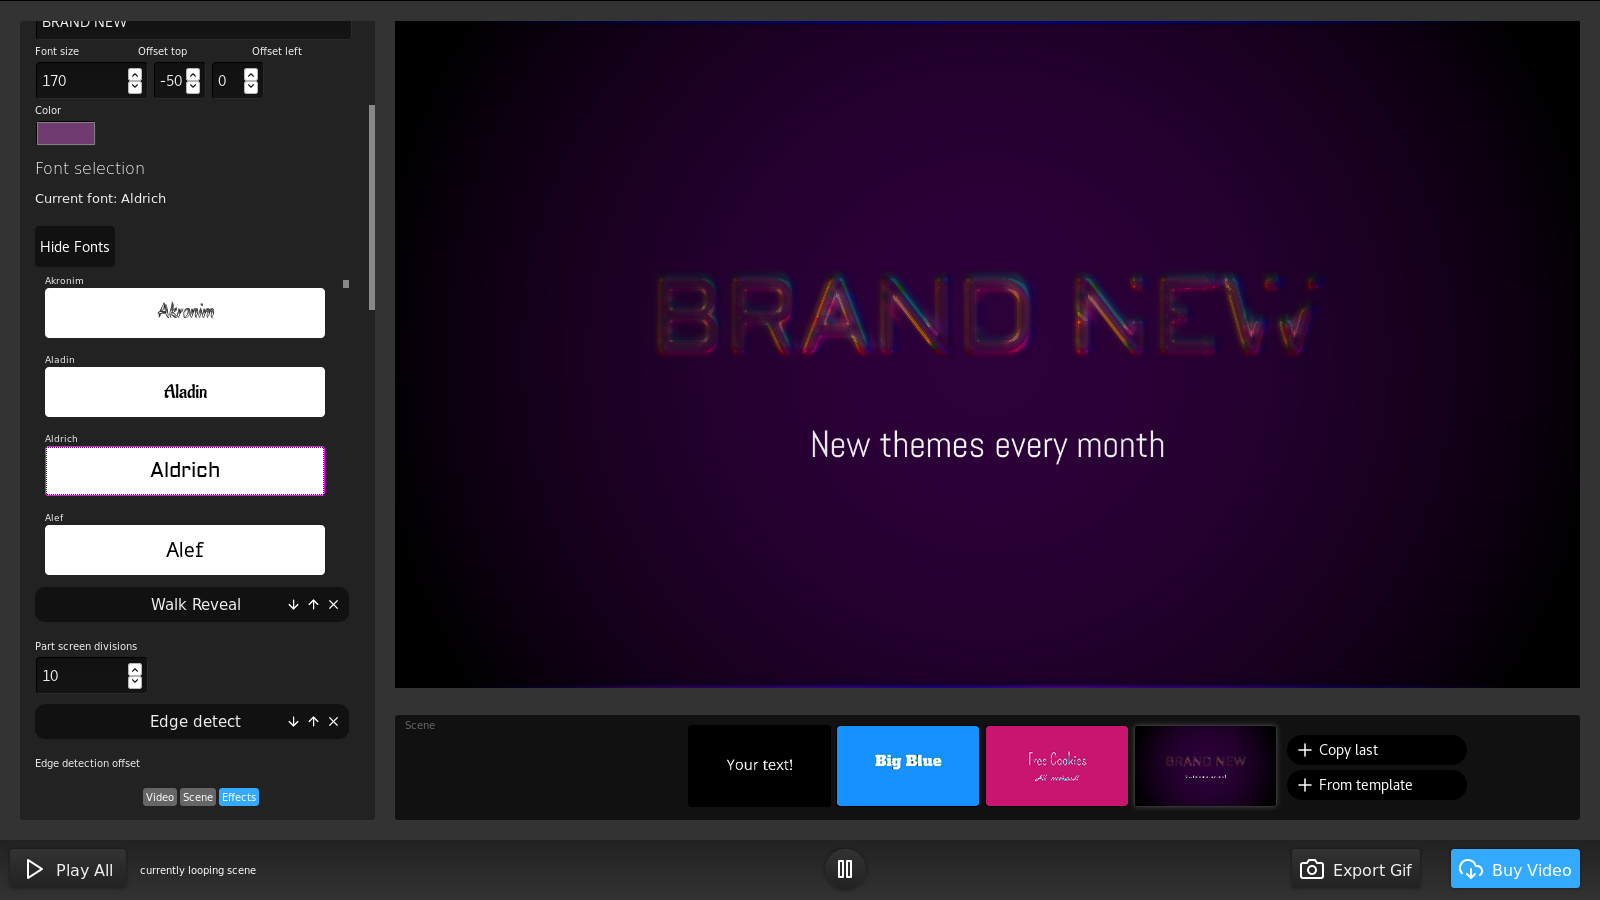 BRAND NEW
Font size Offset top Offset left
170 -50 0
Color
Font selection
Current font: Aldrich
Hide Fonts
Akronim
Akronim
Aladin
Aladin
Aldrich
Aldrich
Alef
Alef
Walk Reveal
Part screen divisions
10
Edge detect
Edge detection offset
Video Scene Effects
BRAND NEW
New themes every month
Scene
Your text!
Big Blue
Free Cookies
All weekend!
BRAND NEW
Copy last
From template
Play All
currently looping scene
Export Gif
Buy Video